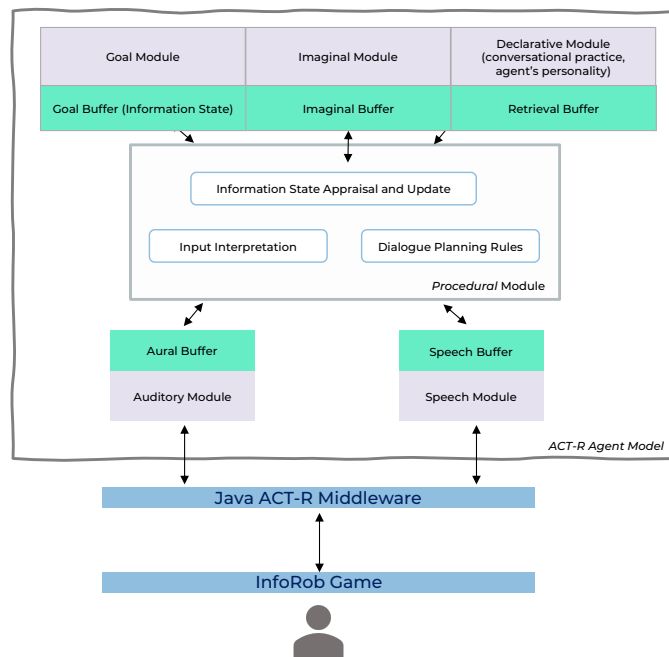 Goal Module
Imaginal Module
Declarative Module
(conversational practice,
agent's personality)
Goal Buffer (Information State)
Imaginal Buffer
Retrieval Buffer
Information State Appraisal and Update
Input Interpretation
Dialogue Planning Rules
Procedural Module
Aural Buffer
Speech Buffer
Auditory Module
Speech Module
ACT-R Agent Model
Java ACT-R Middleware
InfoRob Game